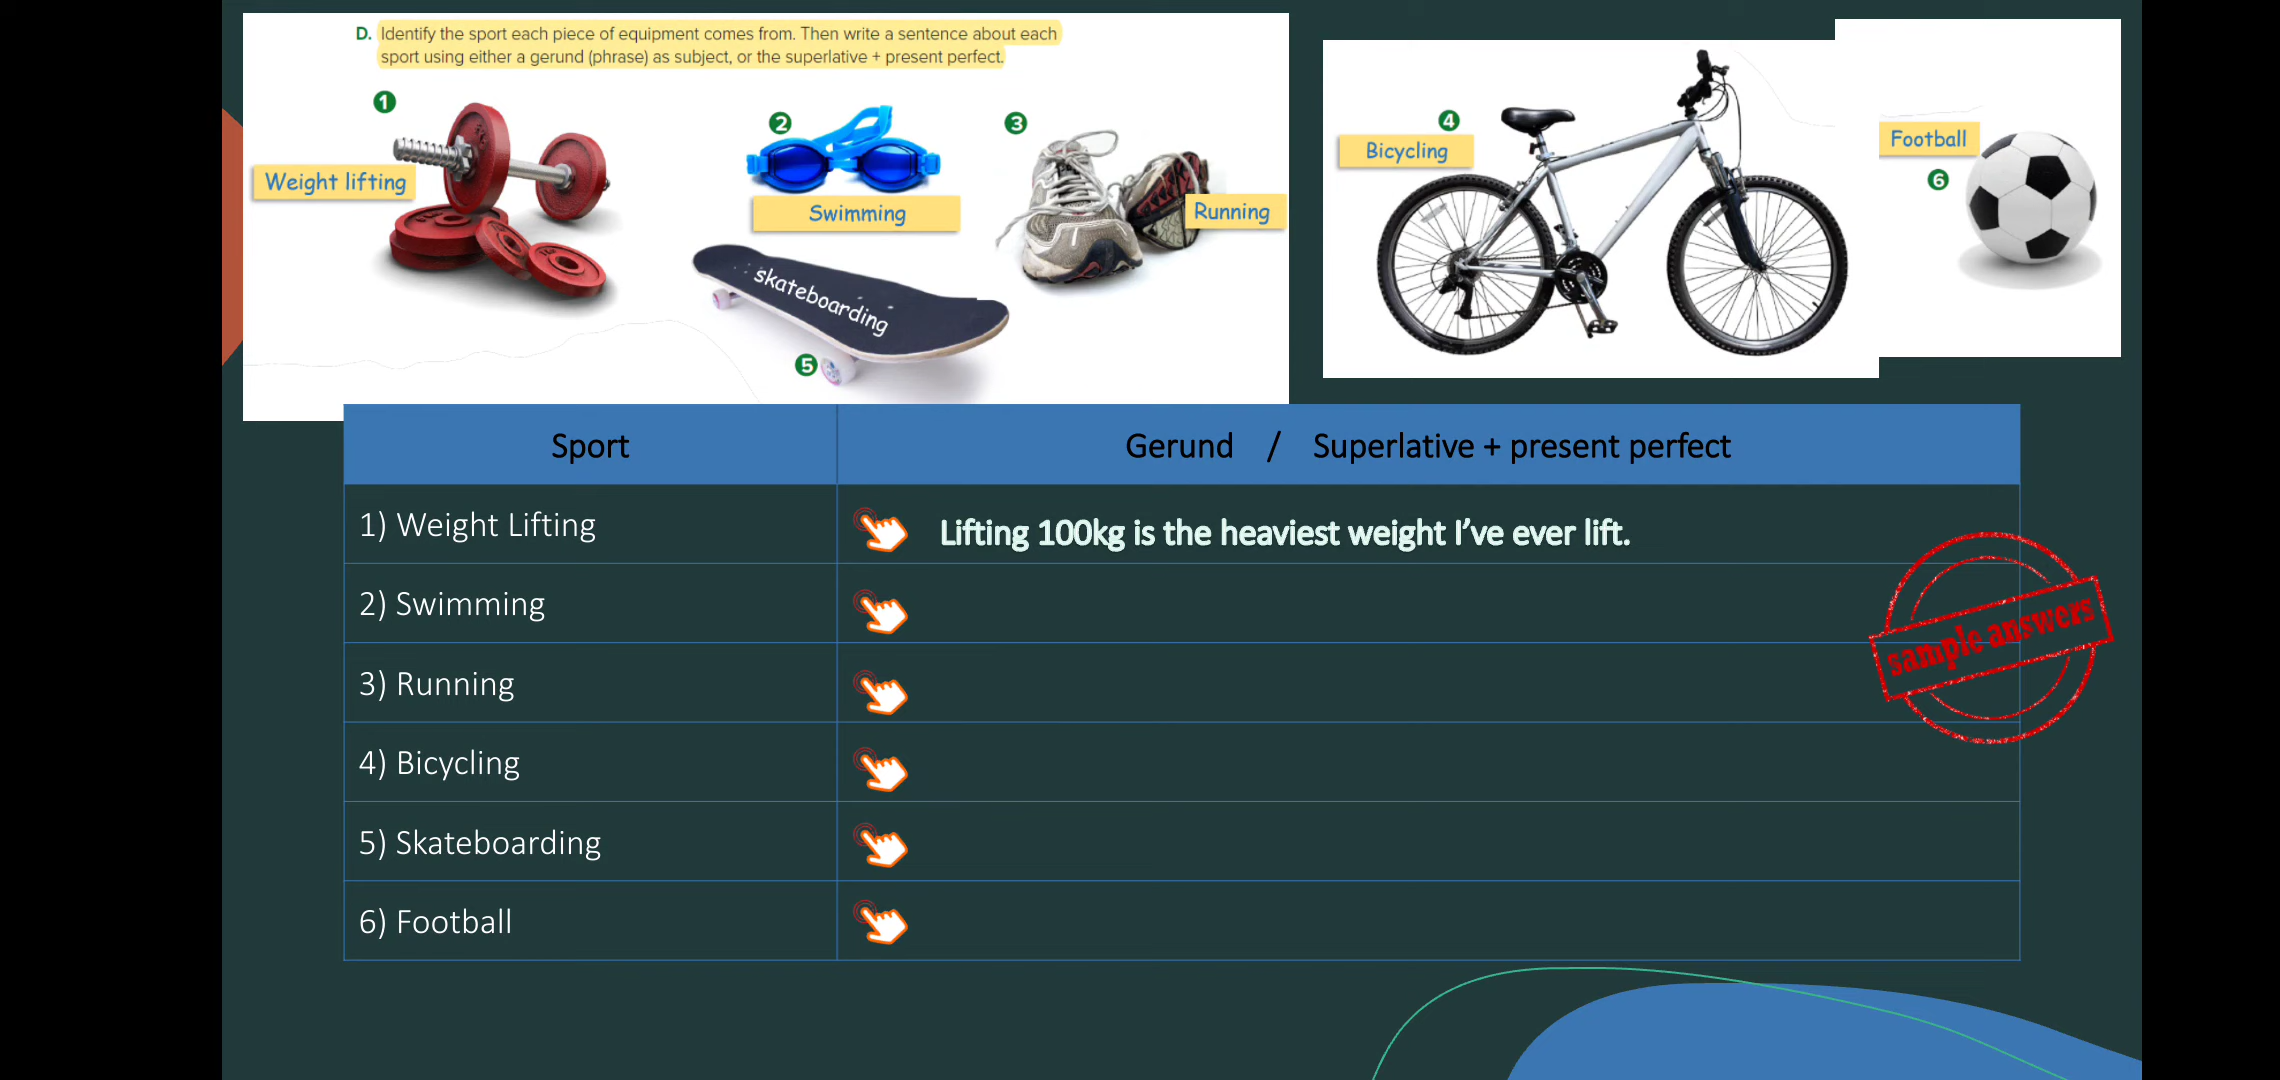 D. Identify the sport each piece of equipment comes from. Then write a sentence about each
sport using either a gerund (phrase) as subject, or the superlative + present perfect.
1
Weight lifting
2
Swimming
3
Running
4
Bicycling
Football
6
skateboarding
5
Sport
Gerund / Superlative + present perfect
1) Weight Lifting
Lifting 100kg is the heaviest weight I've ever lift.
2) Swimming
3) Running
4) Bicycling
5) Skateboarding
6) Football
sample answers